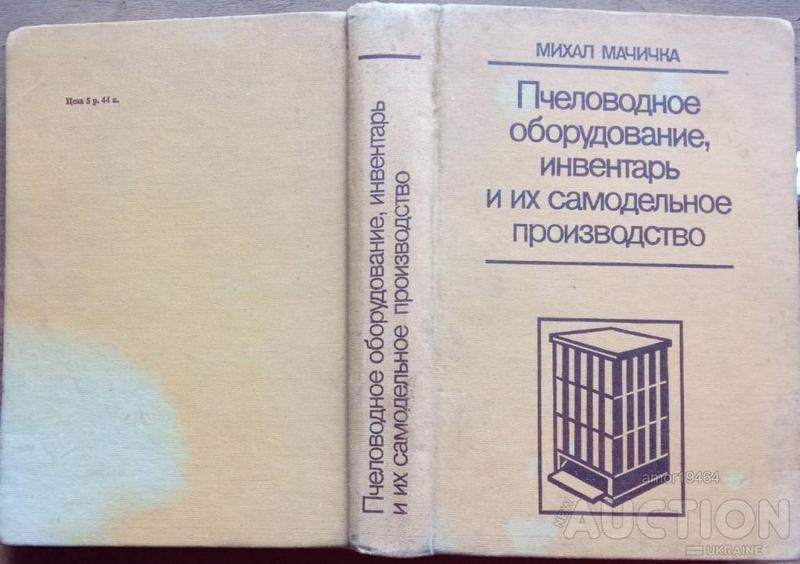 Цена 5 р. 44 к.
Пчеловодное оборудование, инвентарь
и их самодельное производство
МИХАЛ МАЧИЧКА
Пчеловодное
оборудование,
инвентарь
и их самодельное
производство
amor19464
NEW
AUCTION
UKRAINE